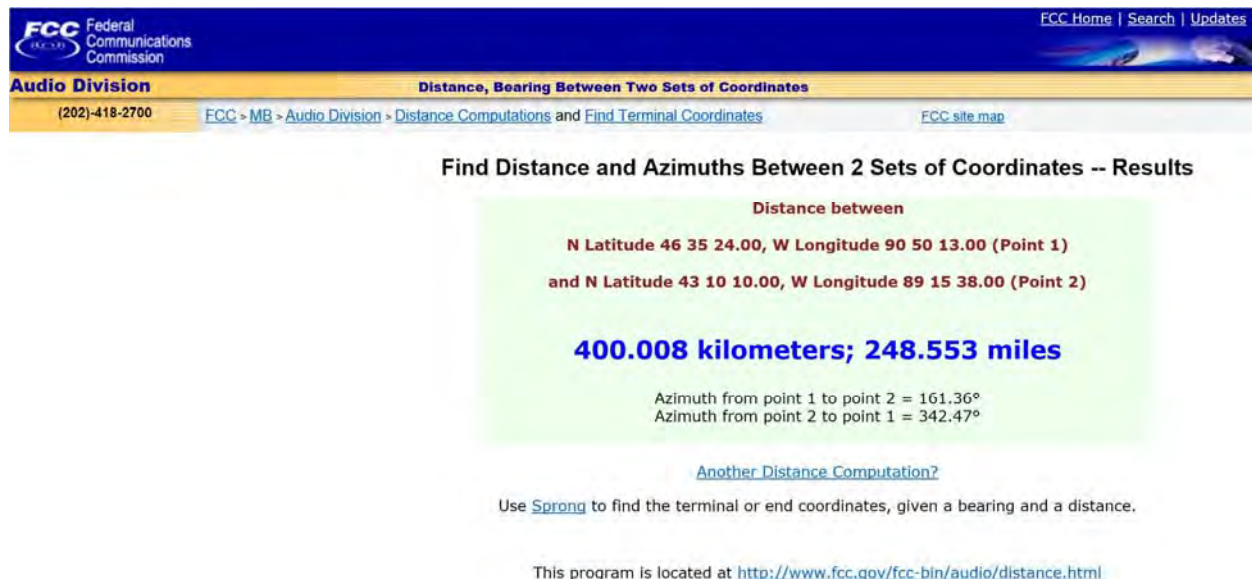 FCC Federal
Communications
Commission
FCC Home | Search | Updates
Audio Division
Distance, Bearing Between Two Sets of Coordinates
(202)-418-2700
FCC > MB > Audio Division > Distance Computations and Find Terminal Coordinates
FCC site map
Find Distance and Azimuths Between 2 Sets of Coordinates -- Results
Distance between
N Latitude 46 35 24.00, W Longitude 90 50 13.00 (Point 1)
and N Latitude 43 10 10.00, W Longitude 89 15 38.00 (Point 2)
400.008 kilometers; 248.553 miles
Azimuth from point 1 to point 2 = 161.36°
Azimuth from point 2 to point 1 = 342.47°
Another Distance Computation?
Use Sprong to find the terminal or end coordinates, given a bearing and a distance.
This program is located at http://www.fcc.gov/fcc-bin/audio/distance.html